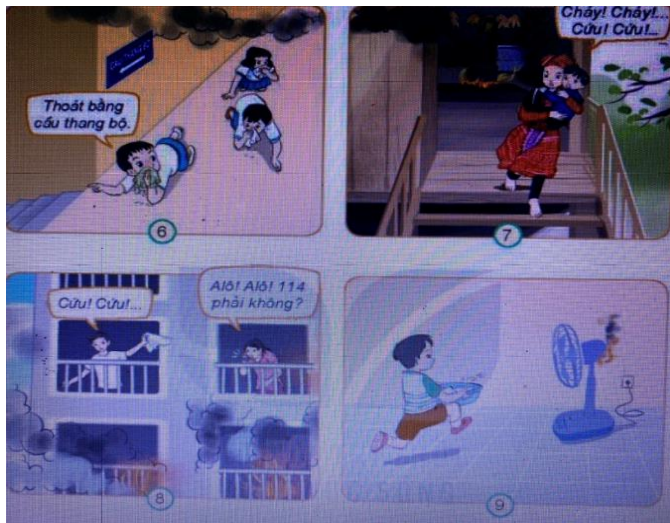 Thoát bằng
cầu thang bộ.
6
Cháy! Cháy!...
Cứu! Cứu!...
7
Cứu! Cứu!...
Alô! Alô! 114
phải không?
8
9